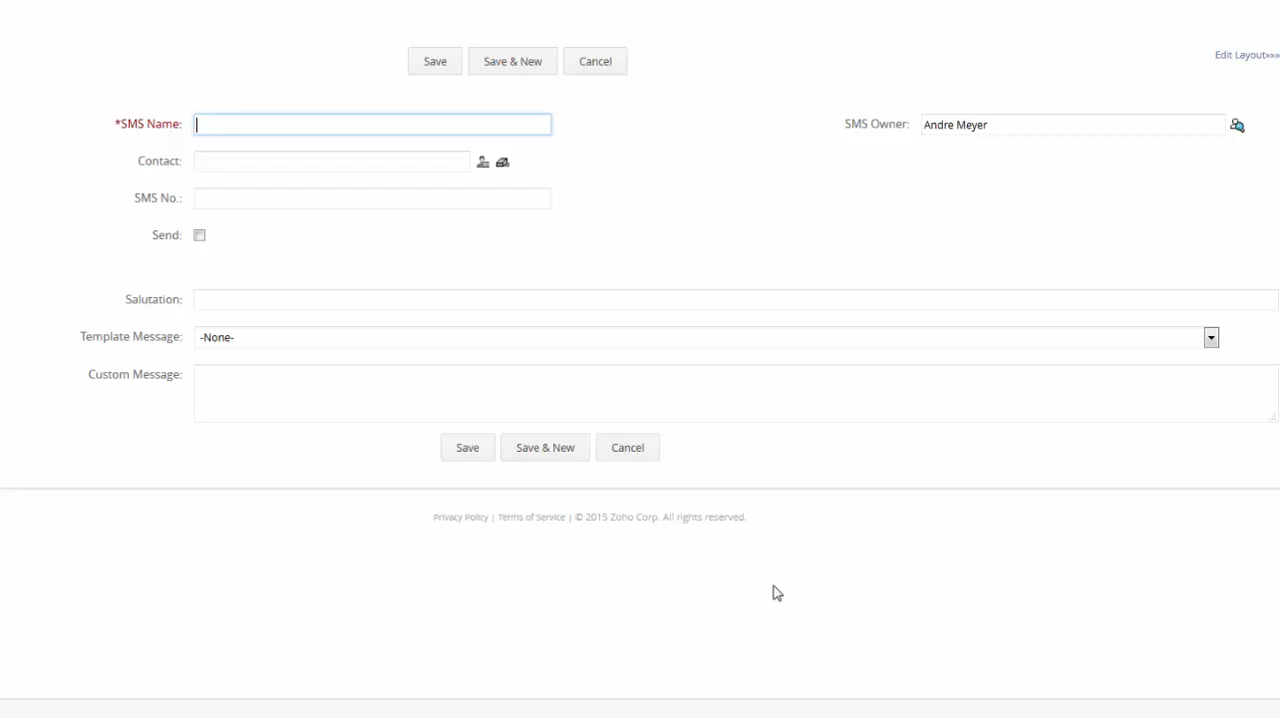 Save Save & New Cancel
Edit Layout»»»
*SMS Name:
SMS Owner: Andre Meyer
Contact:
SMS No.:
Send:
Salutation:
Template Message: -None-
Custom Message:
Save Save & New Cancel
Privacy Policy | Terms of Service | © 2015 Zoho Corp. All rights reserved.